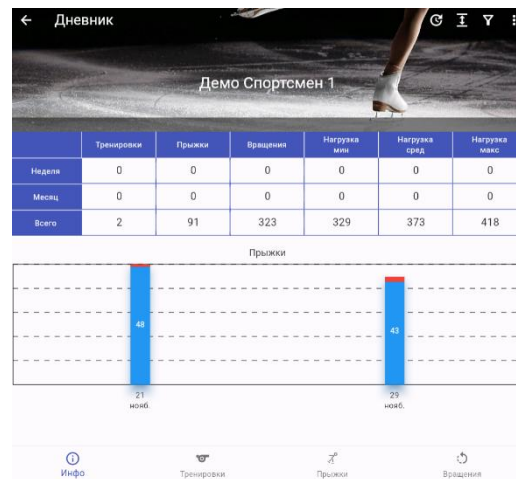 Дневник
Демо Спортсмен 1
Тренировки Прыжки Вращения Нагрузка мин Нагрузка сред Нагрузка макс
Неделя 0 0 0 0 0 0
Месяц 0 0 0 0 0 0
Всего 2 91 323 329 373 418
Прыжки
48 43
21 29
нояб. нояб.
Инфо Тренировки Прыжки Вращения